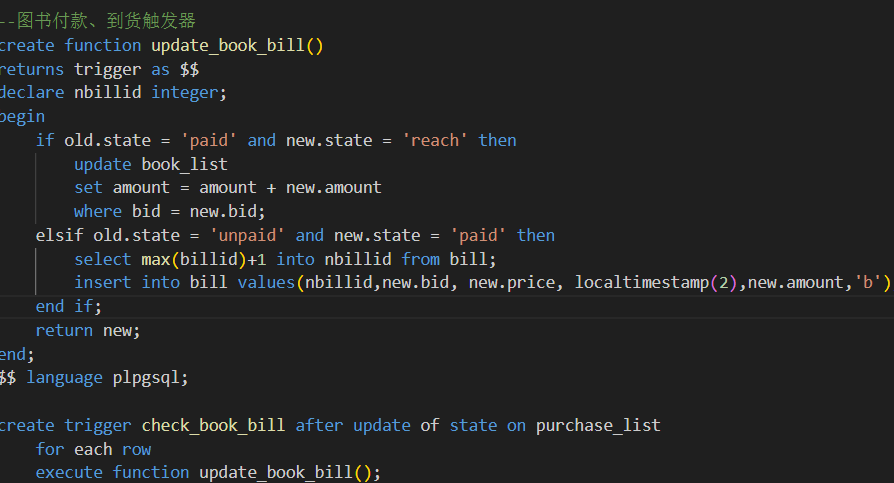 --图书付款、到货触发器
create function update_book_bill()
returns trigger as $$
declare nbillid integer;
begin
    if old.state = 'paid' and new.state = 'reach' then
        update book_list
        set amount = amount + new.amount
        where bid = new.bid;
    elsif old.state = 'unpaid' and new.state = 'paid' then
        select max(billid)+1 into nbillid from bill;
        insert into bill values(nbillid,new.bid, new.price, localtimestamp(2),new.amount,'b')
    end if;
    return new;
end;
$$ language plpgsql;
create trigger check_book_bill after update of state on purchase_list
    for each row
    execute function update_book_bill();